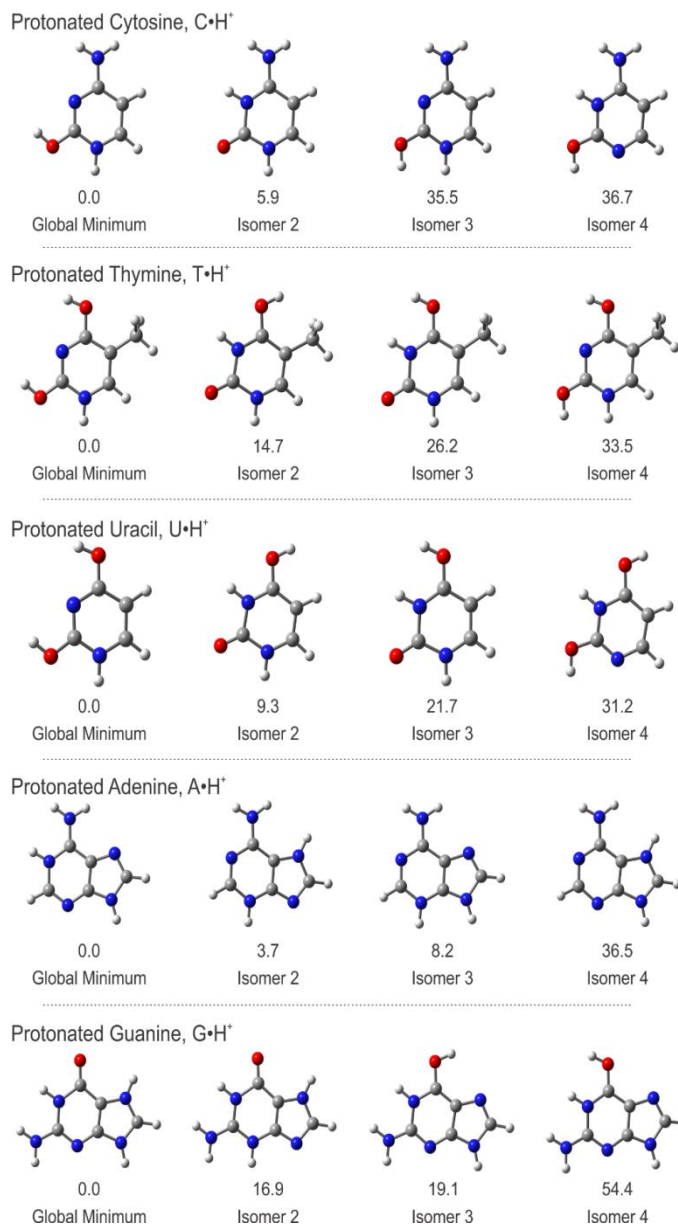 Protonated Cytosine, C•H⁺
0.0 5.9 35.5 36.7
Global Minimum Isomer 2 Isomer 3 Isomer 4
Protonated Thymine, T•H⁺
0.0 14.7 26.2 33.5
Global Minimum Isomer 2 Isomer 3 Isomer 4
Protonated Uracil, U•H⁺
0.0 9.3 21.7 31.2
Global Minimum Isomer 2 Isomer 3 Isomer 4
Protonated Adenine, A•H⁺
0.0 3.7 8.2 36.5
Global Minimum Isomer 2 Isomer 3 Isomer 4
Protonated Guanine, G•H⁺
0.0 16.9 19.1 54.4
Global Minimum Isomer 2 Isomer 3 Isomer 4